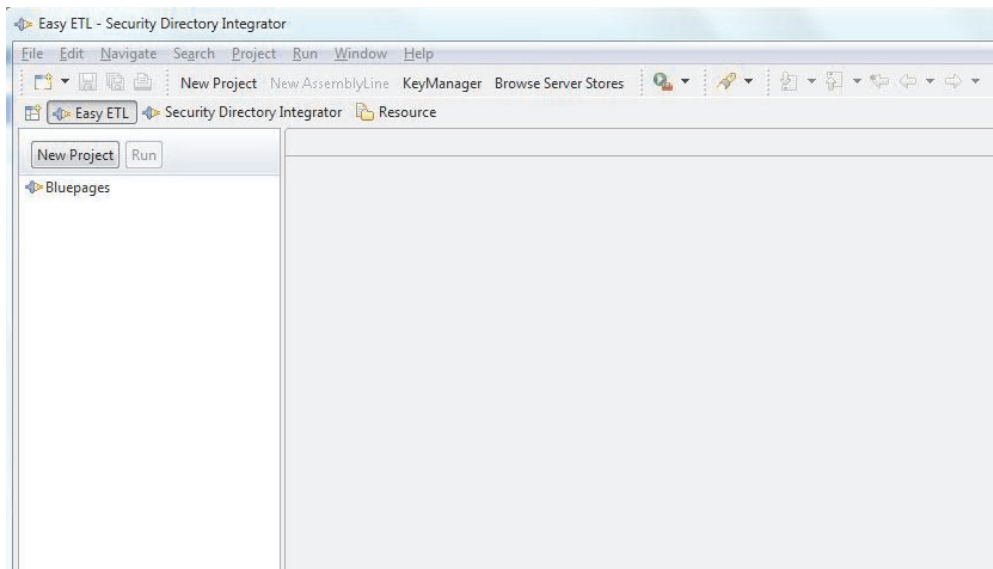 Easy ETL - Security Directory Integrator
File Edit Navigate Search Project Run Window Help
New Project New AssemblyLine KeyManager Browse Server Stores
Easy ETL Security Directory Integrator Resource
New Project Run
Bluepages